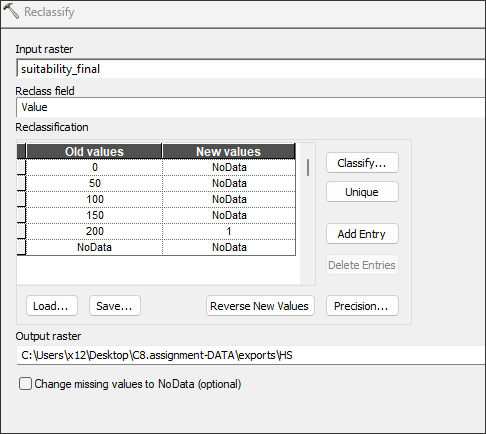 Reclassify
Input raster
suitability_final
Reclass field
Value
Reclassification
Old values New values
0 NoData
50 NoData
100 NoData
150 NoData
200 1
NoData NoData
Classify...
Unique
Add Entry
Delete Entries
Load... Save... Reverse New Values Precision...
Output raster
C:\Users\x12\Desktop\C8.assignment-DATA\exports\HS
Change missing values to NoData (optional)